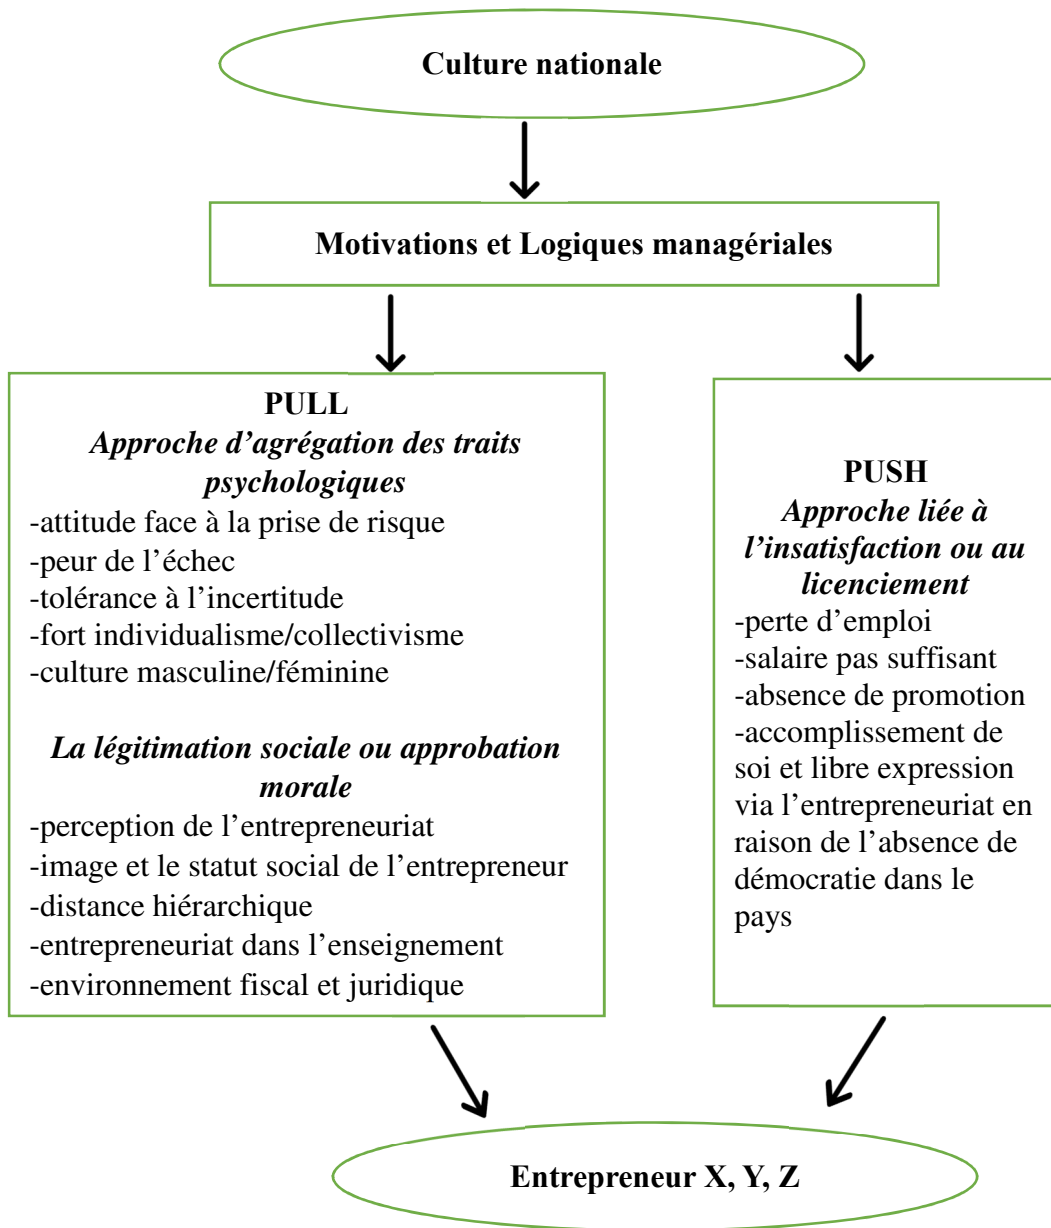 Culture nationale
Motivations et Logiques managériales
PULL
Approche d’agrégation des traits
psychologiques
-attitude face à la prise de risque
-peur de l’échec
-tolérance à l’incertitude
-fort individualisme/collectivisme
-culture masculine/féminine
La légitimation sociale ou approbation
morale
-perception de l’entrepreneuriat
-image et le statut social de l’entrepreneur
-distance hiérarchique
-entrepreneuriat dans l’enseignement
-environnement fiscal et juridique
PUSH
Approche liée à
l’insatisfaction ou au
licenciement
-perte d’emploi
-salaire pas suffisant
-absence de promotion
-accomplissement de
soi et libre expression
via l’entrepreneuriat en
raison de l’absence de
démocratie dans le
pays
Entrepreneur X, Y, Z